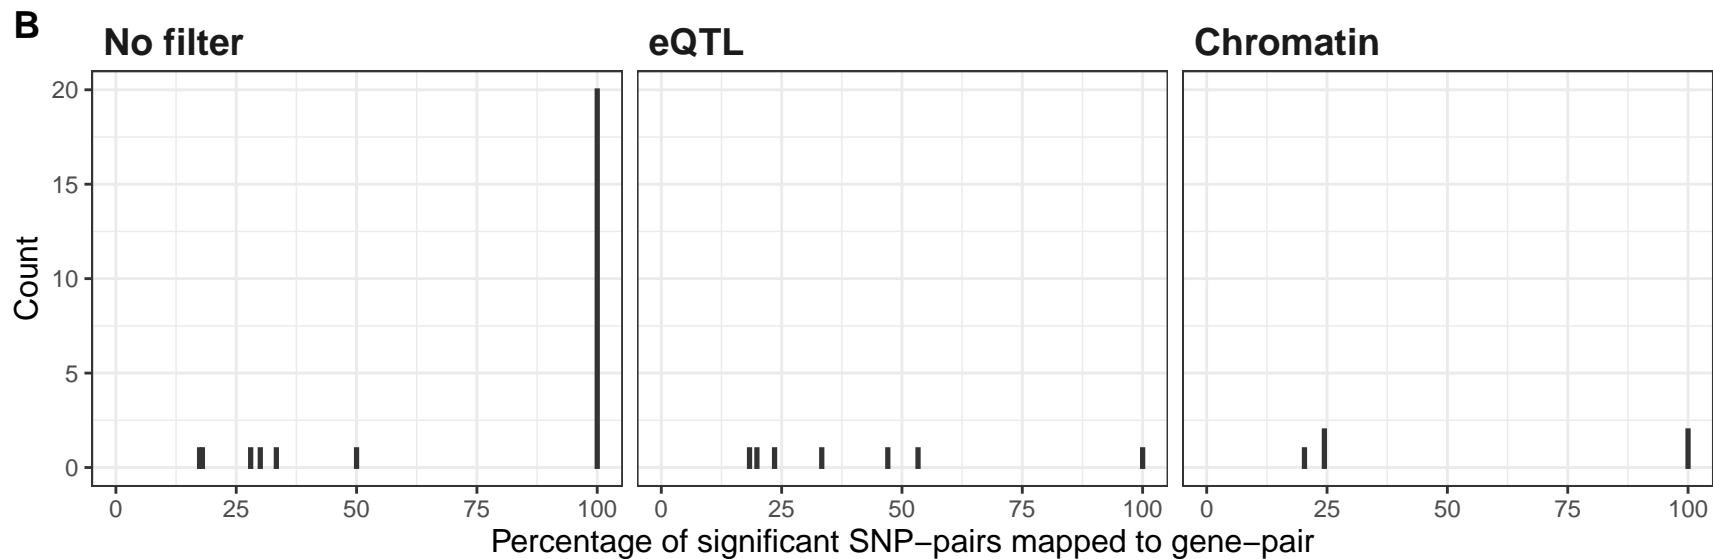 B
No filter eQTL Chromatin
20
15
10
5
0
Count
0 25 50 75 100 0 25 50 75 100 0 25 50 75 100
Percentage of significant SNP−pairs mapped to gene−pair